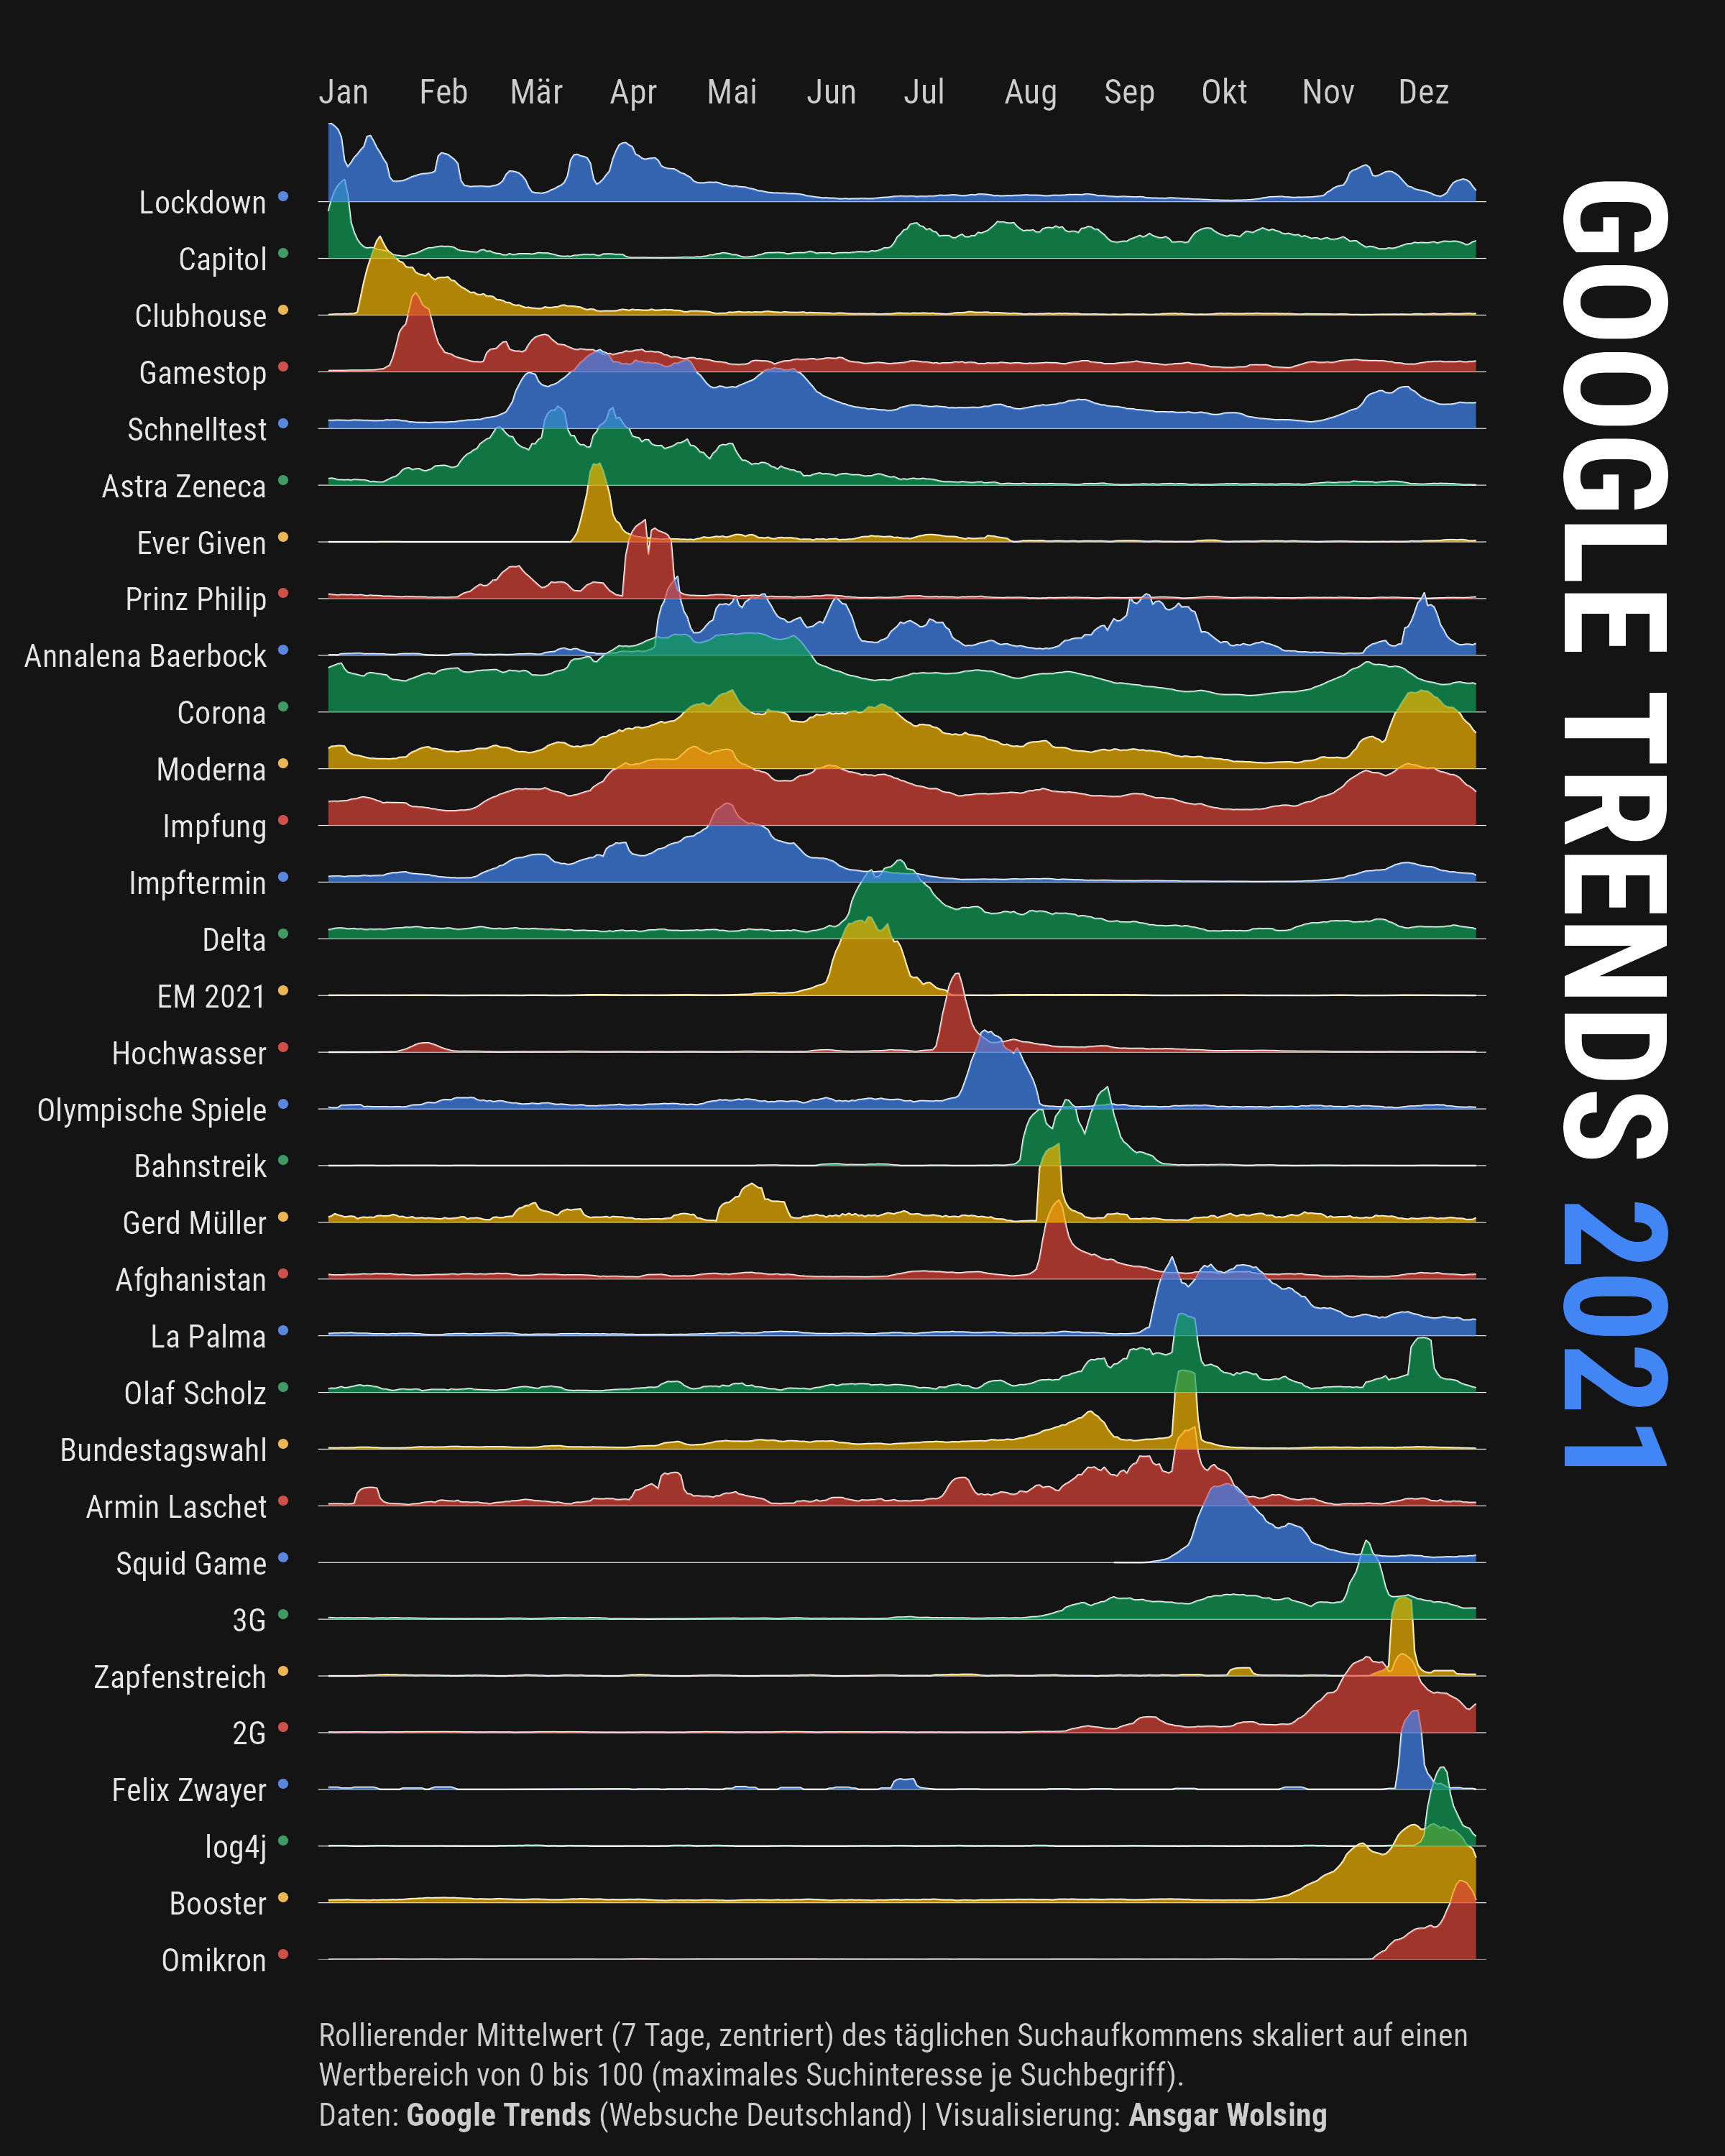 Jan Feb Mär Apr Mai Jun Jul Aug Sep Okt Nov Dez
Lockdown
Capitol
Clubhouse
Gamestop
Schnelltest
Astra Zeneca
Ever Given
Prinz Philip
Annalena Baerbock
Corona
Moderna
Impfung
Impftermin
Delta
EM 2021
Hochwasser
Olympische Spiele
Bahnstreik
Gerd Müller
Afghanistan
La Palma
Olaf Scholz
Bundestagswahl
Armin Laschet
Squid Game
3G
Zapfenstreich
2G
Felix Zwayer
log4j
Booster
Omikron
GOOGLE TRENDS 2021
Rollierender Mittelwert (7 Tage, zentriert) des täglichen Suchaufkommens skaliert auf einen
Wertbereich von 0 bis 100 (maximales Suchinteresse je Suchbegriff).
Daten: Google Trends (Websuche Deutschland) | Visualisierung: Ansgar Wolsing